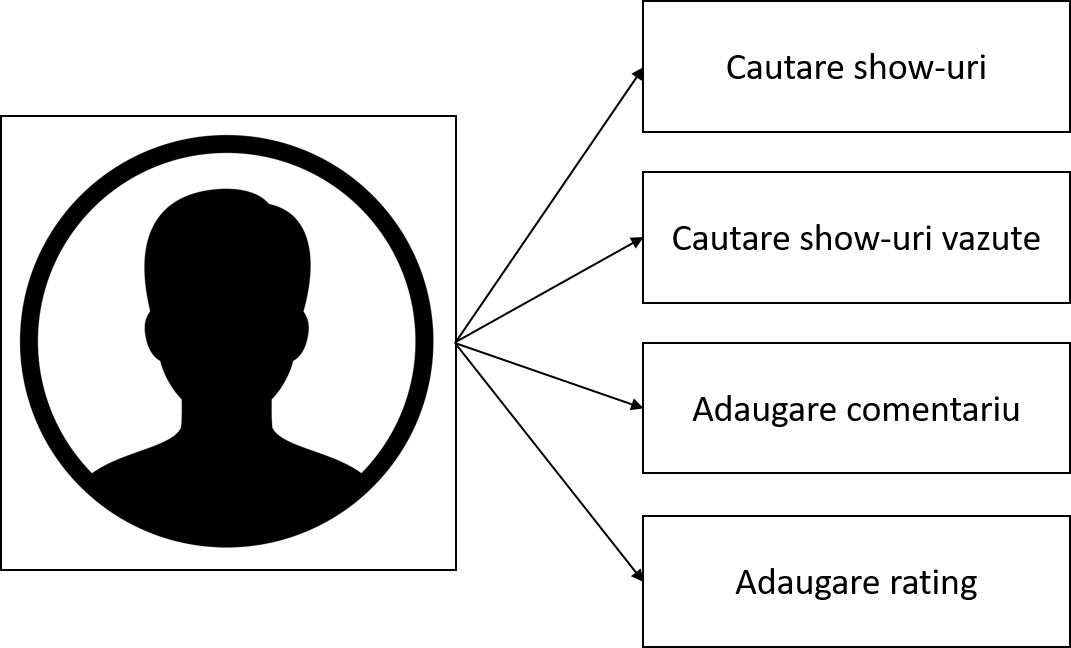 Cautare show-uri
Cautare show-uri vazute
Adaugare comentariu
Adaugare rating